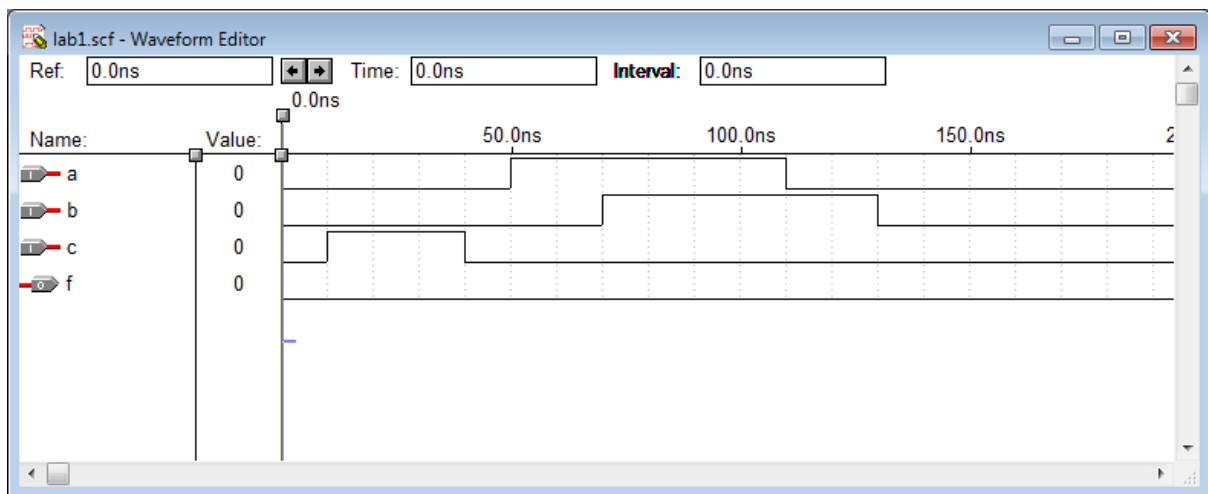 lab1.scf - Waveform Editor
Ref: 0.0ns Time: 0.0ns Interval: 0.0ns
0.0ns
Name: Value: 50.0ns 100.0ns 150.0ns 2
I a 0
I b 0
I c 0
O f 0